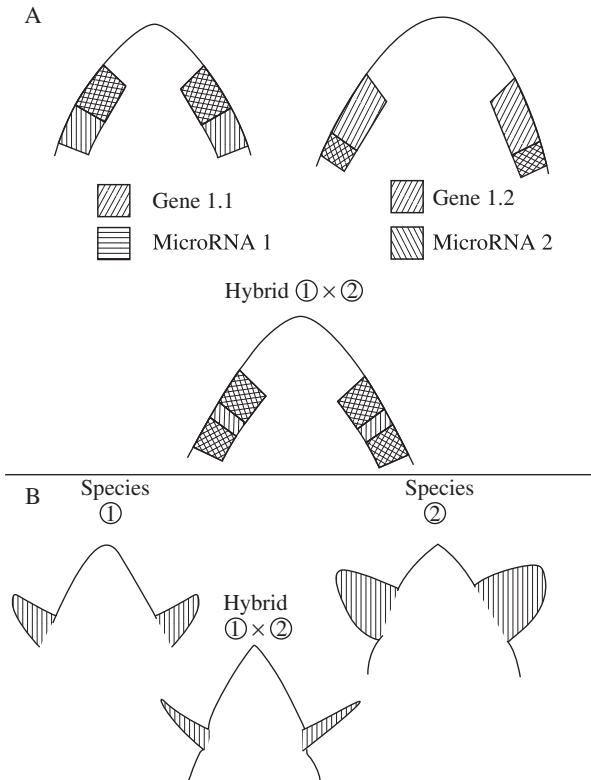 A
Gene 1.1
MicroRNA 1
Gene 1.2
MicroRNA 2
Hybrid ① × ②
B
Species
①
Species
②
Hybrid
① × ②